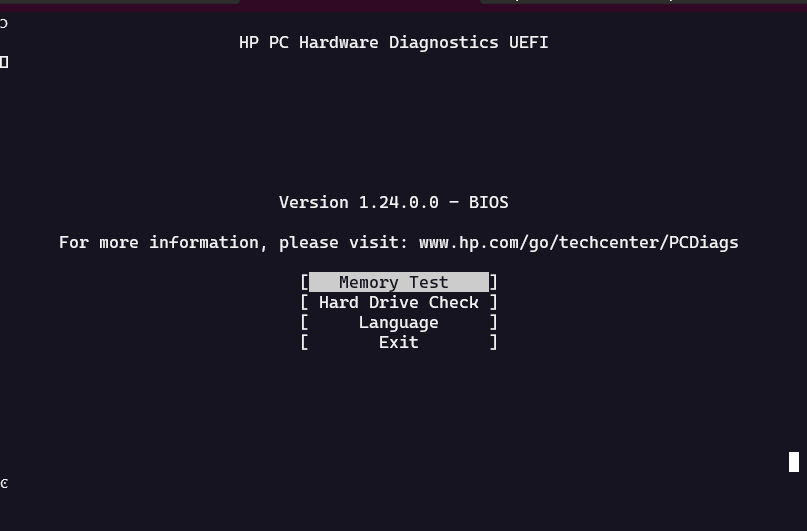 HP PC Hardware Diagnostics UEFI
Version 1.24.0.0 – BIOS
For more information, please visit: www.hp.com/go/techcenter/PCDiags
[ Memory Test ]
[ Hard Drive Check ]
[ Language ]
[ Exit ]